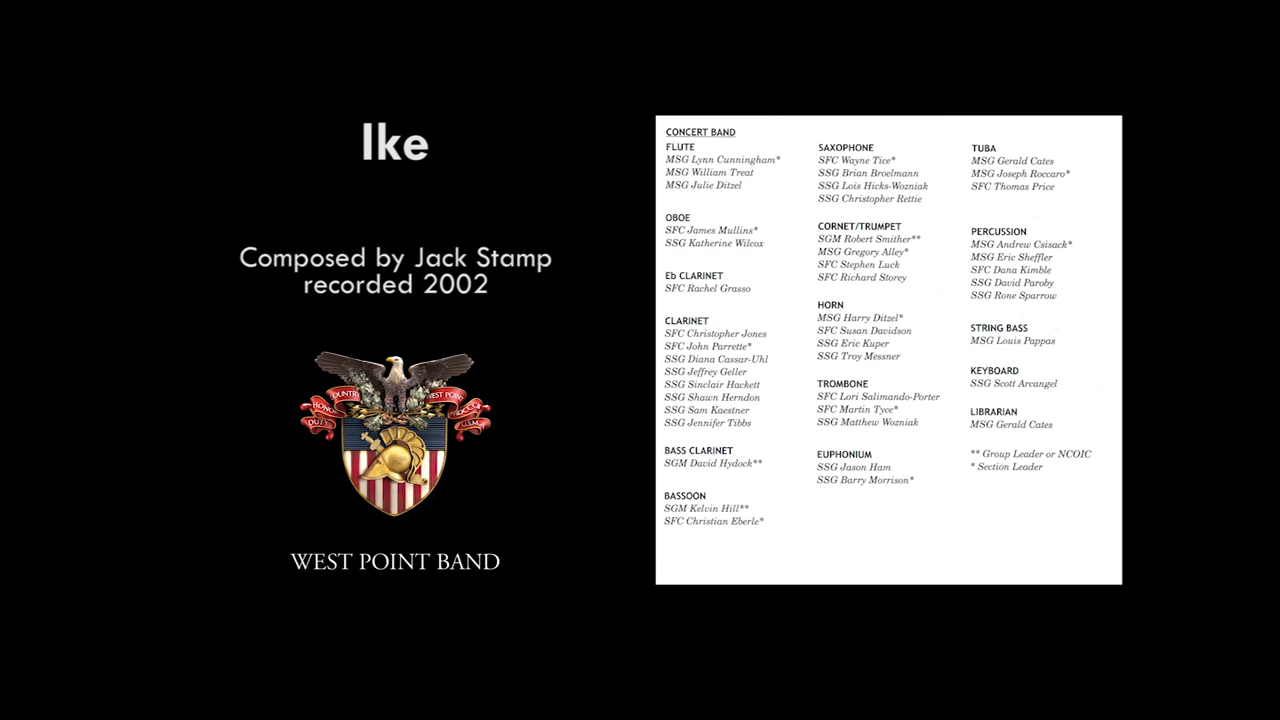 Ike
Composed by Jack Stamp
recorded 2002
COUNTRY
HONOR
DUTY
WEST POINT
MDCCCII
U.S.M.A.
WEST POINT BAND
CONCERT BAND
FLUTE
MSG Lynn Cunningham*
MSG William Treat
MSG Julie Ditzel
OBOE
SFC James Mullins*
SSG Katherine Wilcox
Eb CLARINET
SFC Rachel Grasso
CLARINET
SFC Christopher Jones
SFC John Parrette*
SSG Diana Cassar-Uhl
SSG Jeffrey Geller
SSG Sinclair Hackett
SSG Shawn Herndon
SSG Sam Kaestner
SSG Jennifer Tibbs
BASS CLARINET
SGM David Hydock**
BASSOON
SGM Kelvin Hill**
SFC Christian Eberle*
SAXOPHONE
SFC Wayne Tice*
SSG Brian Broelmann
SSG Lois Hicks-Wozniak
SSG Christopher Rettie
CORNET/TRUMPET
SGM Robert Smither**
MSG Gregory Alley*
SFC Stephen Luck
SFC Richard Storey
HORN
MSG Harry Ditzel*
SFC Susan Davidson
SSG Eric Kuper
SSG Troy Messner
TROMBONE
SFC Lori Salimando-Porter
SFC Martin Tyce*
SSG Matthew Wozniak
EUPHONIUM
SSG Jason Ham
SSG Barry Morrison*
TUBA
MSG Gerald Cates
MSG Joseph Roccaro*
SFC Thomas Price
PERCUSSION
MSG Andrew Csisack*
MSG Eric Sheffler
SFC Dana Kimble
SSG David Paroby
SSG Rone Sparrow
STRING BASS
MSG Louis Pappas
KEYBOARD
SSG Scott Arcangel
LIBRARIAN
MSG Gerald Cates
** Group Leader or NCOIC
* Section Leader